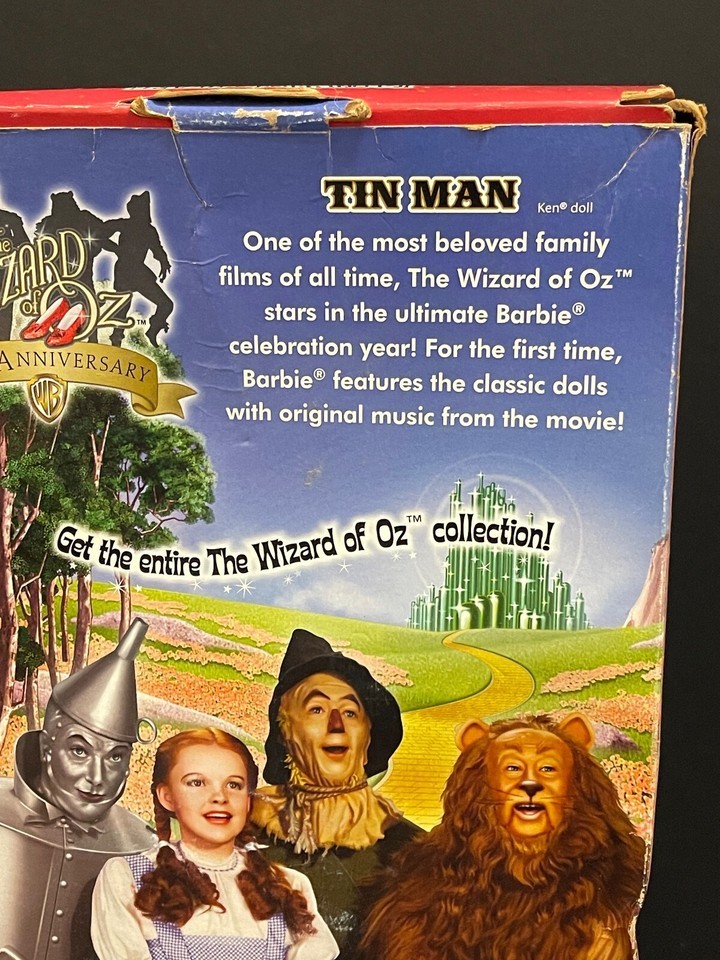 TIN MAN
Ken® doll
One of the most beloved family
films of all time, The Wizard of Oz™
stars in the ultimate Barbie®
celebration year! For the first time,
Barbie® features the classic dolls
with original music from the movie!
of Oz™
ANNIVERSARY
WB
Get the entire The Wizard of Oz™ collection!